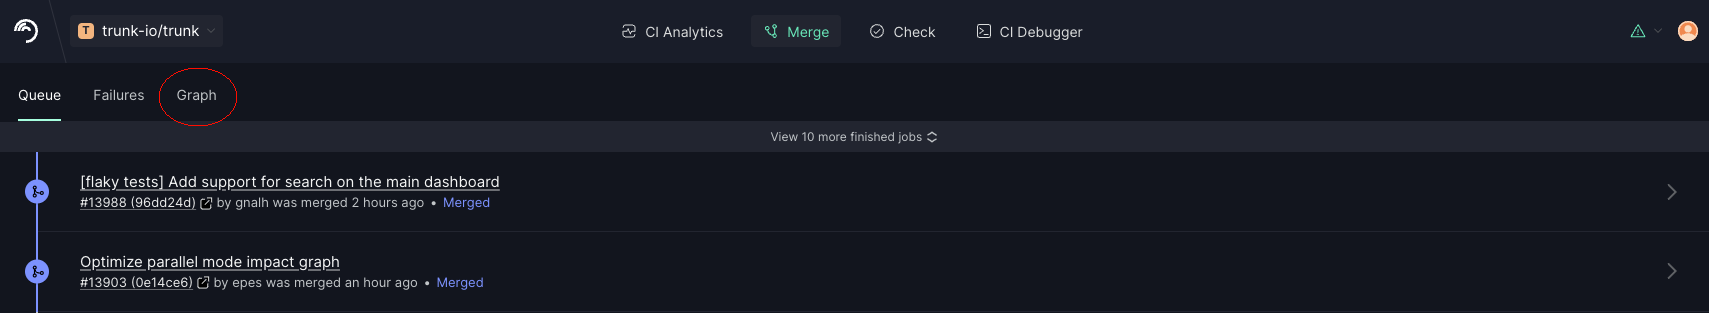 T trunk-io/trunk CI Analytics Merge Check CI Debugger
Queue Failures Graph
View 10 more finished jobs
[flaky tests] Add support for search on the main dashboard
#13988 (96dd24d) by gnalh was merged 2 hours ago • Merged
Optimize parallel mode impact graph
#13903 (0e14ce6) by epes was merged an hour ago • Merged